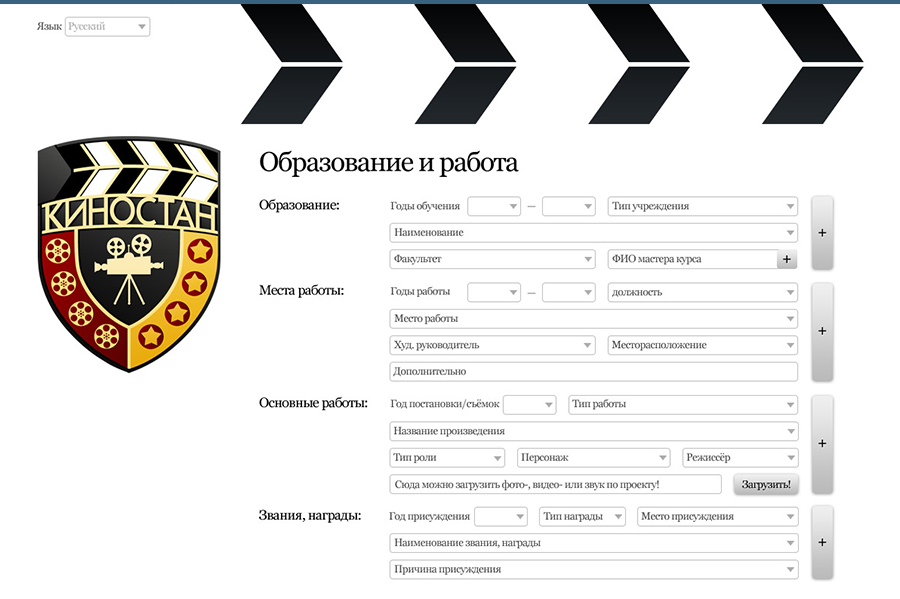 Язык Русский
КИНОСТАН
Образование и работа
Образование: Годы обучения — Тип учреждения
Наименование
+
Факультет ФИО мастера курса +
Места работы: Годы работы — должность
Место работы
+
Худ. руководитель Месторасположение
Дополнительно
Основные работы: Год постановки/съёмок Тип работы
Название произведения
+
Тип роли Персонаж Режиссёр
Сюда можно загрузить фото-, видео- или звук по проекту! Загрузить!
Звания, награды: Год присуждения Тип награды Место присуждения
Наименование звания, награды +
Причина присуждения